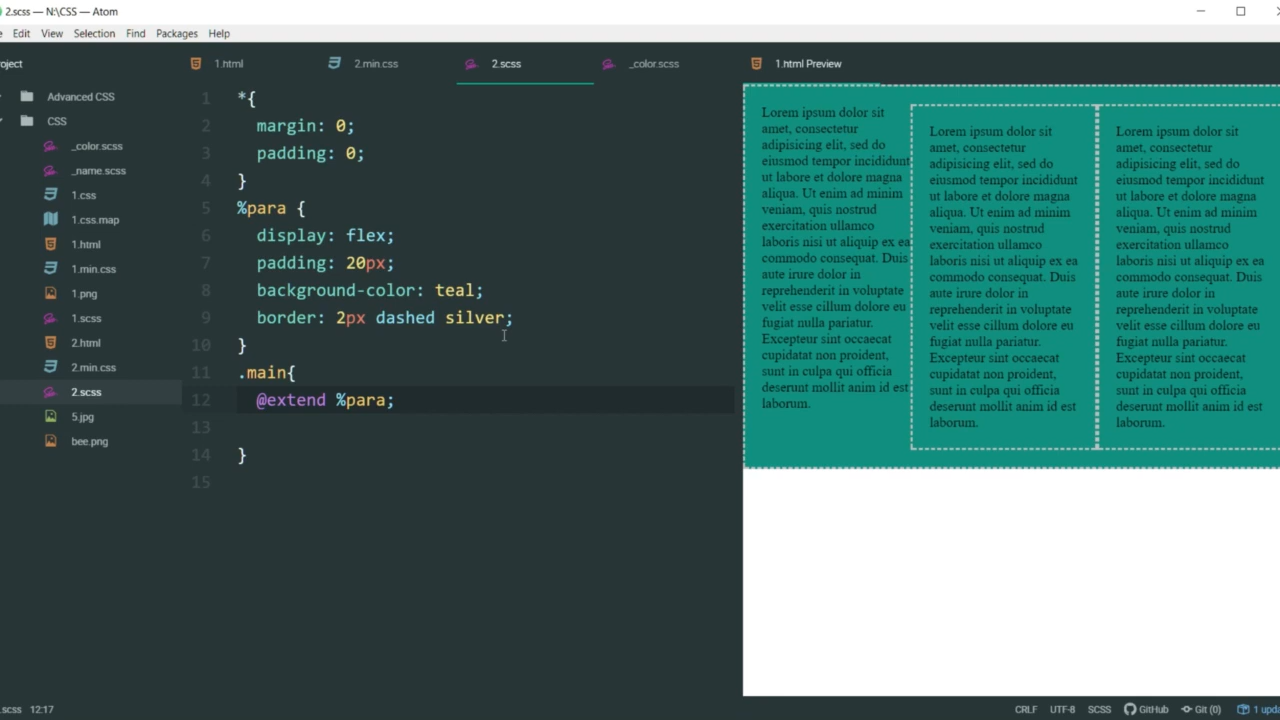 2.scss — N:\CSS — Atom
Edit View Selection Find Packages Help
1.html 2.min.css 2.scss _color.scss 1.html Preview
Advanced CSS
CSS
_color.scss
_name.scss
1.css
1.css.map
1.html
1.min.css
1.png
1.scss
2.html
2.min.css
2.scss
5.jpg
bee.png
1 *{
2 margin: 0;
3 padding: 0;
4 }
5 %para {
6 display: flex;
7 padding: 20px;
8 background-color: teal;
9 border: 2px dashed silver;
10 }
11 .main{
12 @extend %para;
13
14 }
15
Lorem ipsum dolor sit
amet, consectetur
adipisicing elit, sed do
eiusmod tempor incididunt
ut labore et dolore magna
aliqua. Ut enim ad minim
veniam, quis nostrud
exercitation ullamco
laboris nisi ut aliquip ex ea
commodo consequat. Duis
aute irure dolor in
reprehenderit in voluptate
velit esse cillum dolore eu
fugiat nulla pariatur.
Excepteur sint occaecat
cupidatat non proident,
sunt in culpa qui officia
deserunt mollit anim id est
laborum.
Lorem ipsum dolor sit
amet, consectetur
adipisicing elit, sed do
eiusmod tempor incididunt
ut labore et dolore magna
aliqua. Ut enim ad minim
veniam, quis nostrud
exercitation ullamco
laboris nisi ut aliquip ex ea
commodo consequat. Duis
aute irure dolor in
reprehenderit in voluptate
velit esse cillum dolore eu
fugiat nulla pariatur.
Excepteur sint occaecat
cupidatat non proident,
sunt in culpa qui officia
deserunt mollit anim id est
laborum.
Lorem ipsum dolor sit
amet, consectetur
adipisicing elit, sed do
eiusmod tempor incididunt
ut labore et dolore magna
aliqua. Ut enim ad minim
veniam, quis nostrud
exercitation ullamco
laboris nisi ut aliquip ex ea
commodo consequat. Duis
aute irure dolor in
reprehenderit in voluptate
velit esse cillum dolore eu
fugiat nulla pariatur.
Excepteur sint occaecat
cupidatat non proident,
sunt in culpa qui officia
deserunt mollit anim id est
laborum.
.scss 12:17 CRLF UTF-8 SCSS GitHub Git (0) 1